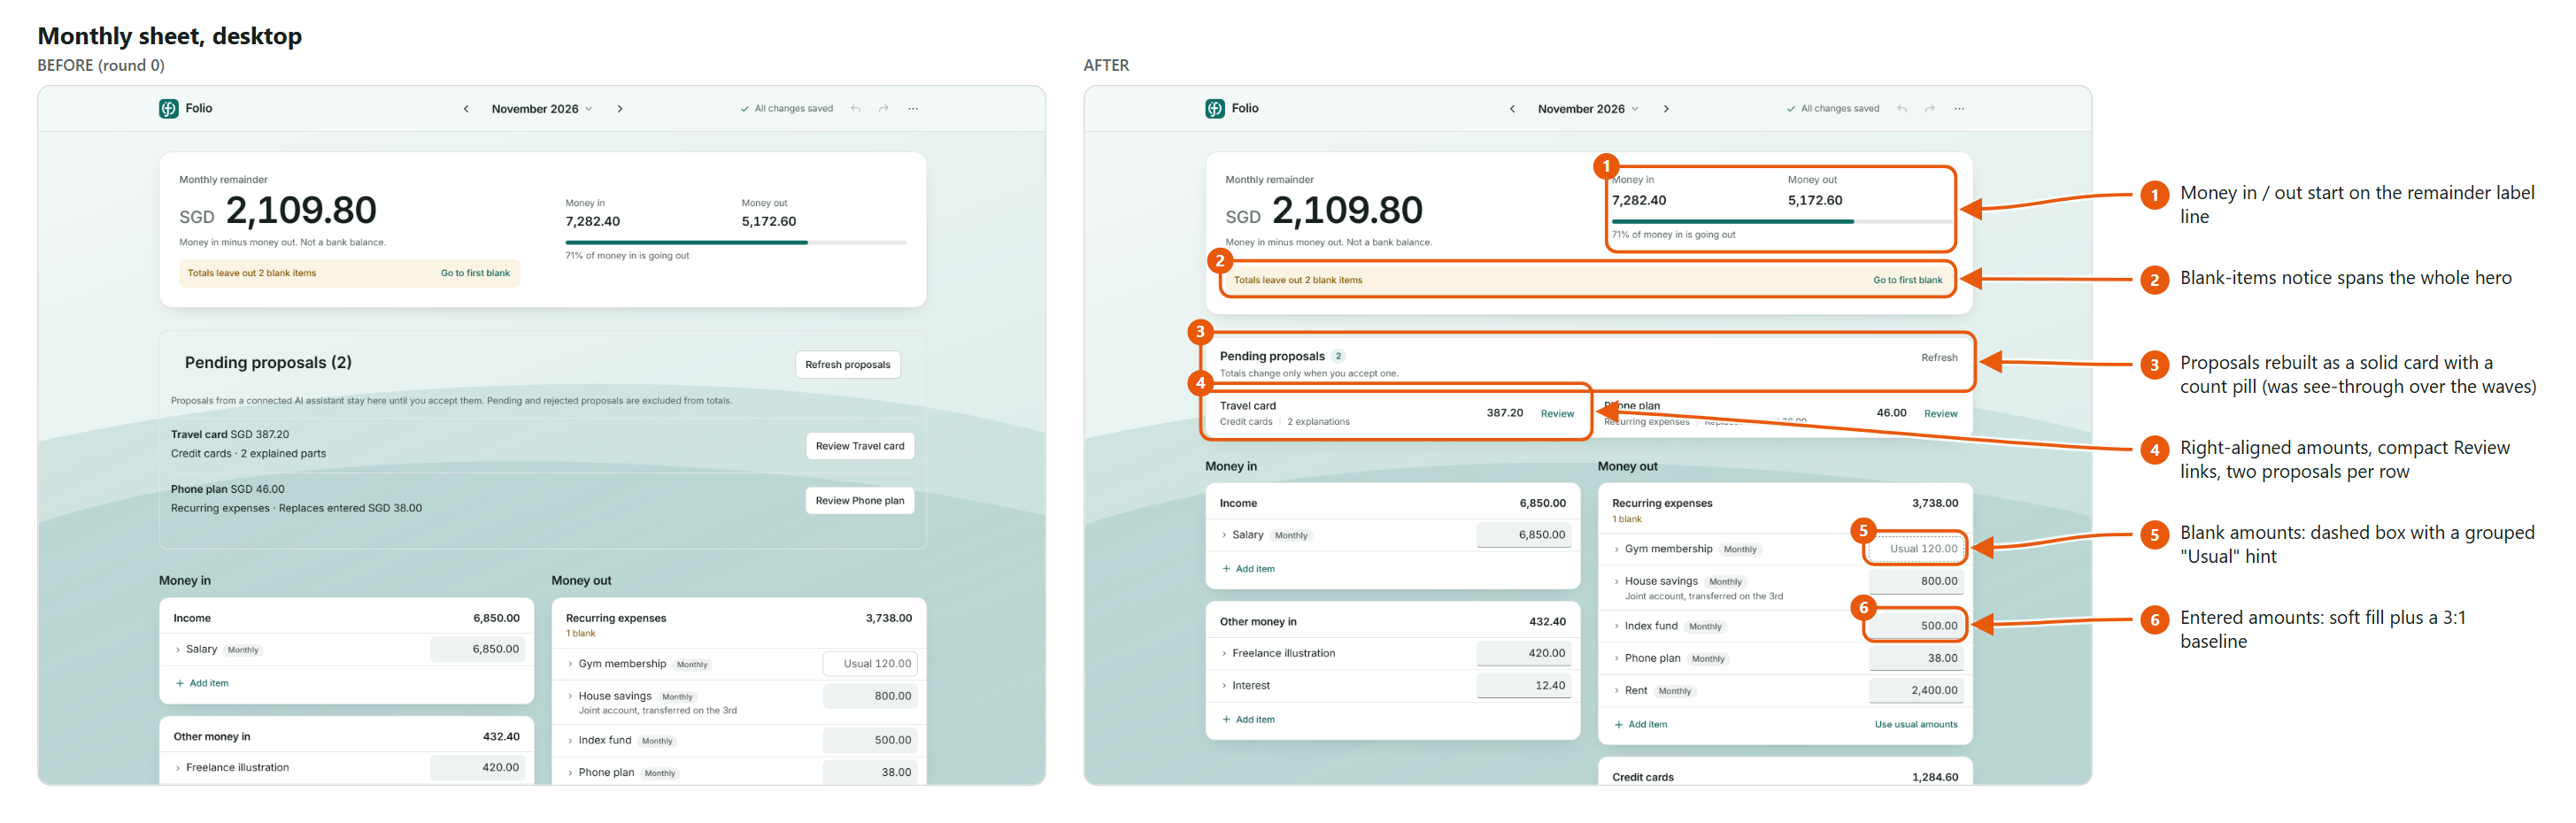 Monthly sheet, desktop
BEFORE (round 0)
Folio
November 2026
All changes saved
Monthly remainder
SGD 2,109.80
Money in minus money out. Not a bank balance.
Totals leave out 2 blank items
Go to first blank
Money in
7,282.40
Money out
5,172.60
71% of money in is going out
Pending proposals (2)
Refresh proposals
Proposals from a connected AI assistant stay here until you accept them. Pending and rejected proposals are excluded from totals.
Travel card SGD 387.20
Credit cards · 2 explained parts
Review Travel card
Phone plan SGD 46.00
Recurring expenses · Replaces entered SGD 38.00
Review Phone plan
Money in
Income 6,850.00
Salary Monthly 6,850.00
+ Add item
Other money in 432.40
Freelance illustration 420.00
Money out
Recurring expenses 3,738.00
1 blank
Gym membership Monthly Usual 120.00
House savings Monthly 800.00
Joint account, transferred on the 3rd
Index fund Monthly 500.00
Phone plan Monthly 38.00
AFTER
Folio
November 2026
All changes saved
Monthly remainder
SGD 2,109.80
Money in minus money out. Not a bank balance.
1
Money in
7,282.40
Money out
5,172.60
71% of money in is going out
2
Totals leave out 2 blank items
Go to first blank
3
Pending proposals 2
Totals change only when you accept one.
Refresh
4
Travel card
Credit cards | 2 explanations
387.20 Review
Phone plan
Recurring expenses
46.00 Review
Money in
Income 6,850.00
Salary Monthly 6,850.00
+ Add item
Other money in 432.40
Freelance illustration 420.00
Interest 12.40
+ Add item
Money out
Recurring expenses 3,738.00
1 blank
5
Gym membership Monthly Usual 120.00
House savings Monthly 800.00
Joint account, transferred on the 3rd
6
Index fund Monthly 500.00
Phone plan Monthly 38.00
Rent Monthly 2,400.00
+ Add item
Use usual amounts
Credit cards 1,284.60
1 Money in / out start on the remainder label
line
2 Blank-items notice spans the whole hero
3 Proposals rebuilt as a solid card with a
count pill (was see-through over the waves)
4 Right-aligned amounts, compact Review
links, two proposals per row
5 Blank amounts: dashed box with a grouped
"Usual" hint
6 Entered amounts: soft fill plus a 3:1
baseline